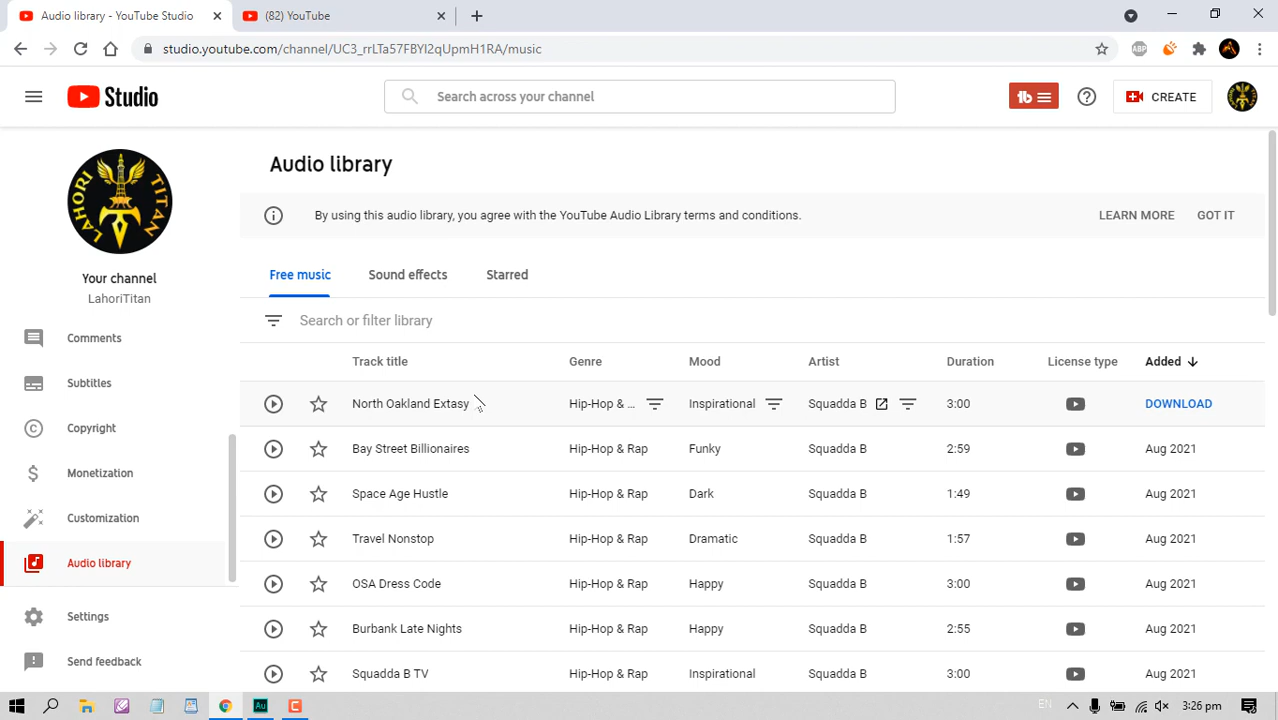 Audio library - YouTube Studio
(82) YouTube
studio.youtube.com/channel/UC3_rrLTa57FBYl2qUpmH1RA/music
ABP
Studio
Search across your channel
tb
CREATE
LAHORI TITAN
Your channel
LahoriTitan
Comments
Subtitles
Copyright
Monetization
Customization
Audio library
Settings
Send feedback
Audio library
By using this audio library, you agree with the YouTube Audio Library terms and conditions.
LEARN MORE
GOT IT
Free music
Sound effects
Starred
Search or filter library
Track title Genre Mood Artist Duration License type Added
North Oakland Extasy Hip-Hop & ... Inspirational Squadda B 3:00 DOWNLOAD
Bay Street Billionaires Hip-Hop & Rap Funky Squadda B 2:59 Aug 2021
Space Age Hustle Hip-Hop & Rap Dark Squadda B 1:49 Aug 2021
Travel Nonstop Hip-Hop & Rap Dramatic Squadda B 1:57 Aug 2021
OSA Dress Code Hip-Hop & Rap Happy Squadda B 3:00 Aug 2021
Burbank Late Nights Hip-Hop & Rap Happy Squadda B 2:55 Aug 2021
Squadda B TV Hip-Hop & Rap Inspirational Squadda B 3:00 Aug 2021
Au
EN
3:26 pm